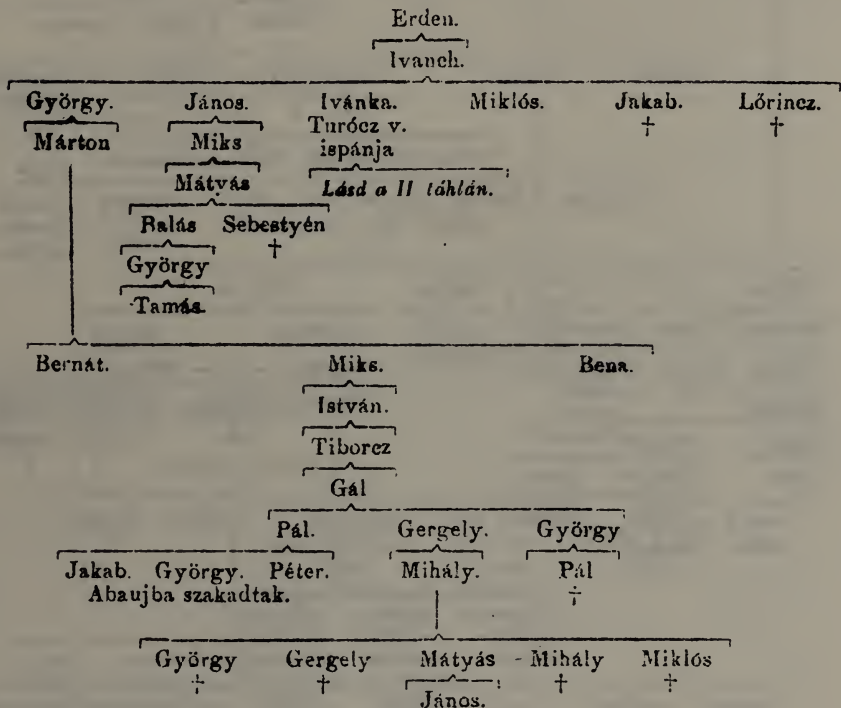 Erden.
Ivanch.
György. János. Ivánka. Miklós. Jakab. Lőrincz.
Turócz v. † †
Márton Miks ispánja
Mátyás Lásd a II táblán.
Balás Sebestyén
†
György
Tamás
Bernát. Miks. Bena.
István.
Tiborcz
Gál
Pál. Gergely. György
Jakab. György. Péter. Mihály. Pál
Abaujba szakadtak. †
György Gergely Mátyás Mihály Miklós
† † † †
János.